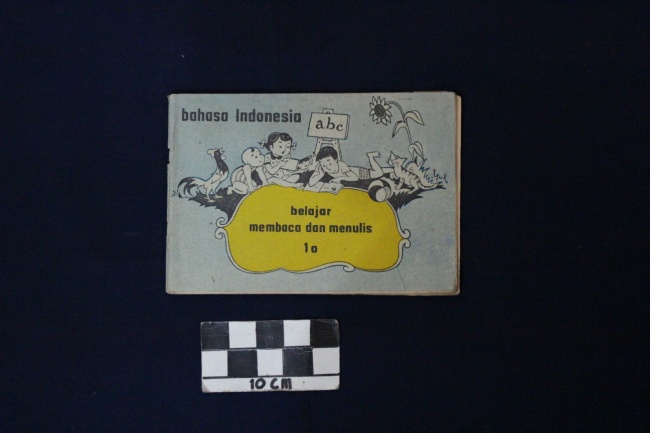 bahasa Indonesia
abc
belajar
membaca dan menulis
1a
10 CM